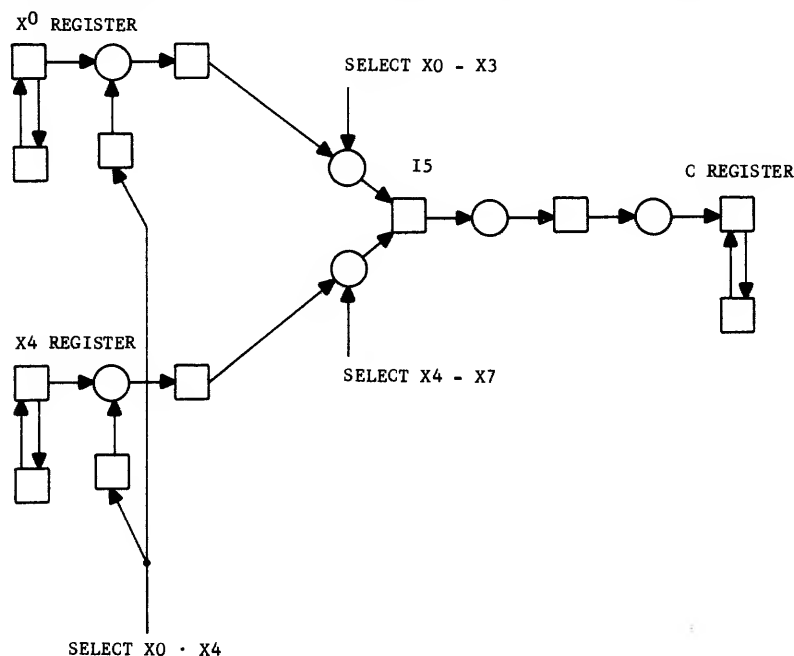 X0 REGISTER
SELECT X0 - X3
I5
C REGISTER
X4 REGISTER
SELECT X4 - X7
SELECT X0 · X4